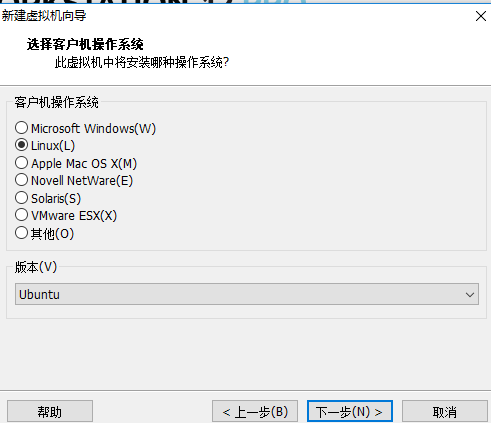 新建虚拟机向导
选择客户机操作系统
此虚拟机中将安装哪种操作系统?
客户机操作系统
Microsoft Windows(W)
Linux(L)
Apple Mac OS X(M)
Novell NetWare(E)
Solaris(S)
VMware ESX(X)
其他(O)
版本(V)
Ubuntu
帮助
< 上一步(B)
下一步(N) >
取消